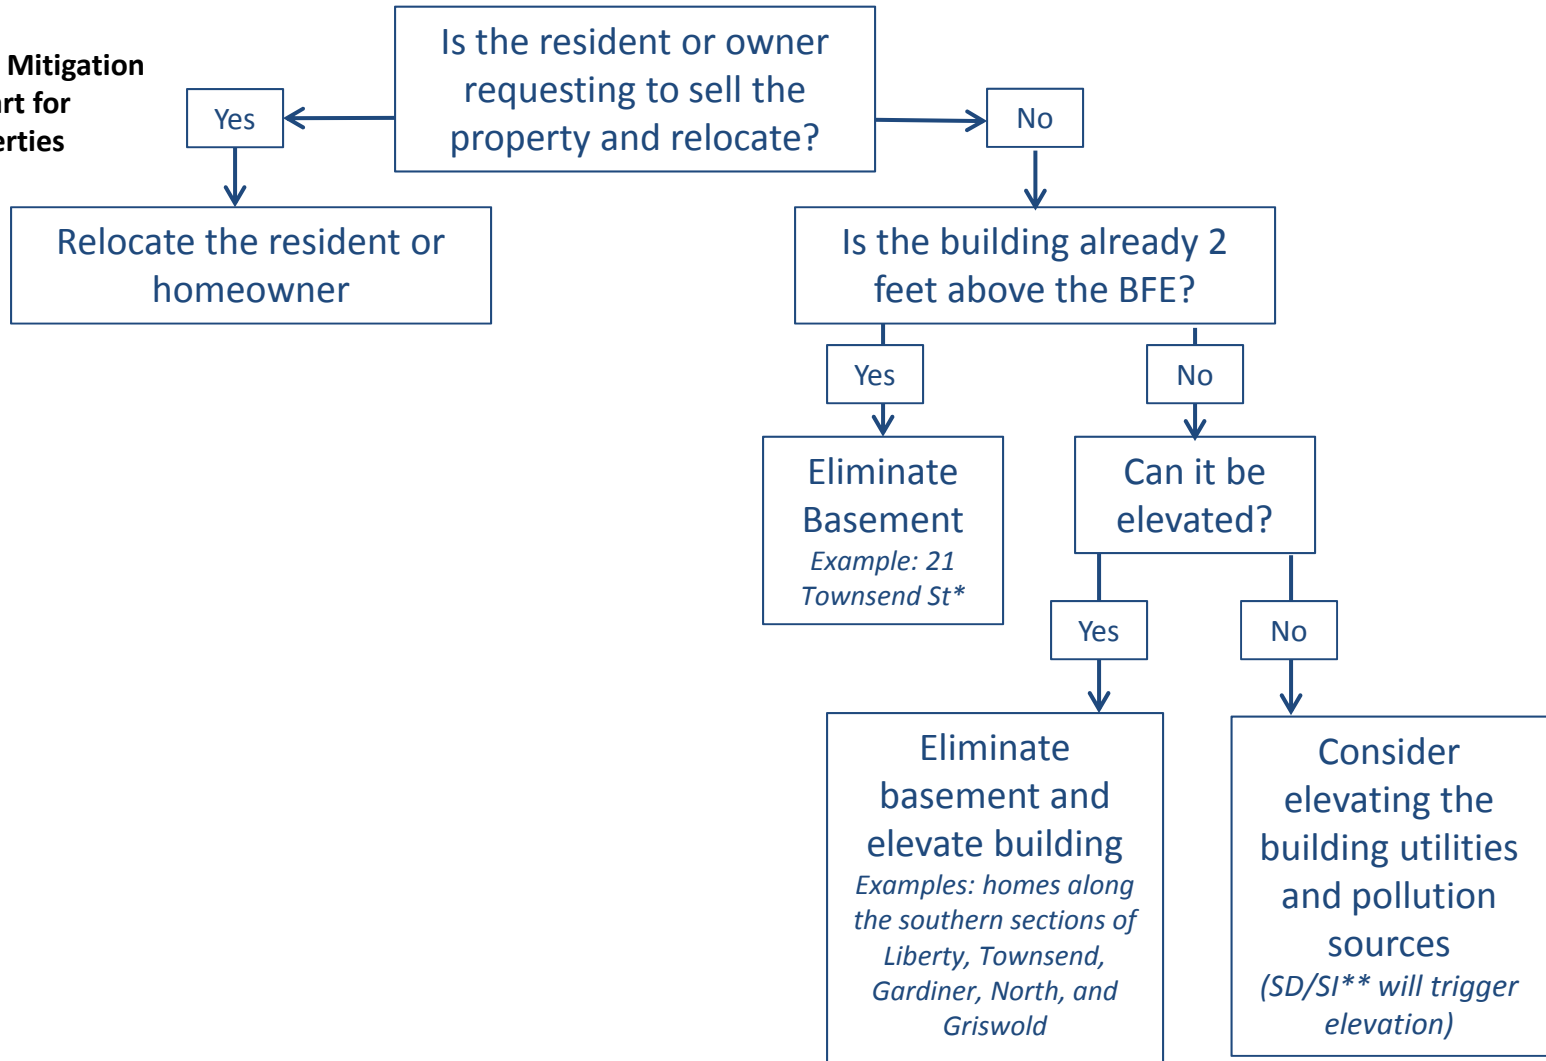 Mitigation
for
Is the resident or owner
requesting to sell the
property and relocate?
Yes
No
Relocate the resident or
homeowner
Is the building already 2
feet above the BFE?
Yes
No
Eliminate
Basement
Example: 21
Townsend St*
Can it be
elevated?
Yes
No
Eliminate
basement and
elevate building
Examples: homes along
the southern sections of
Liberty, Townsend,
Gardiner, North, and
Griswold
Consider
elevating the
building utilities
and pollution
sources
(SD/SI** will trigger
elevation)